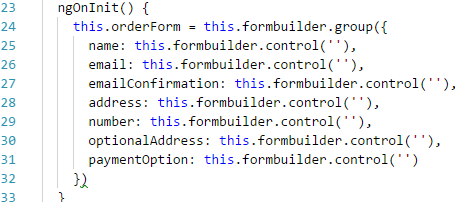 23 ngOnInit() {
24 this.orderForm = this.formbuilder.group({
25 name: this.formbuilder.control(''),
26 email: this.formbuilder.control(''),
27 emailConfirmation: this.formbuilder.control(''),
28 address: this.formbuilder.control(''),
29 number: this.formbuilder.control(''),
30 optionalAddress: this.formbuilder.control(''),
31 paymentOption: this.formbuilder.control('')
32 })
33 }